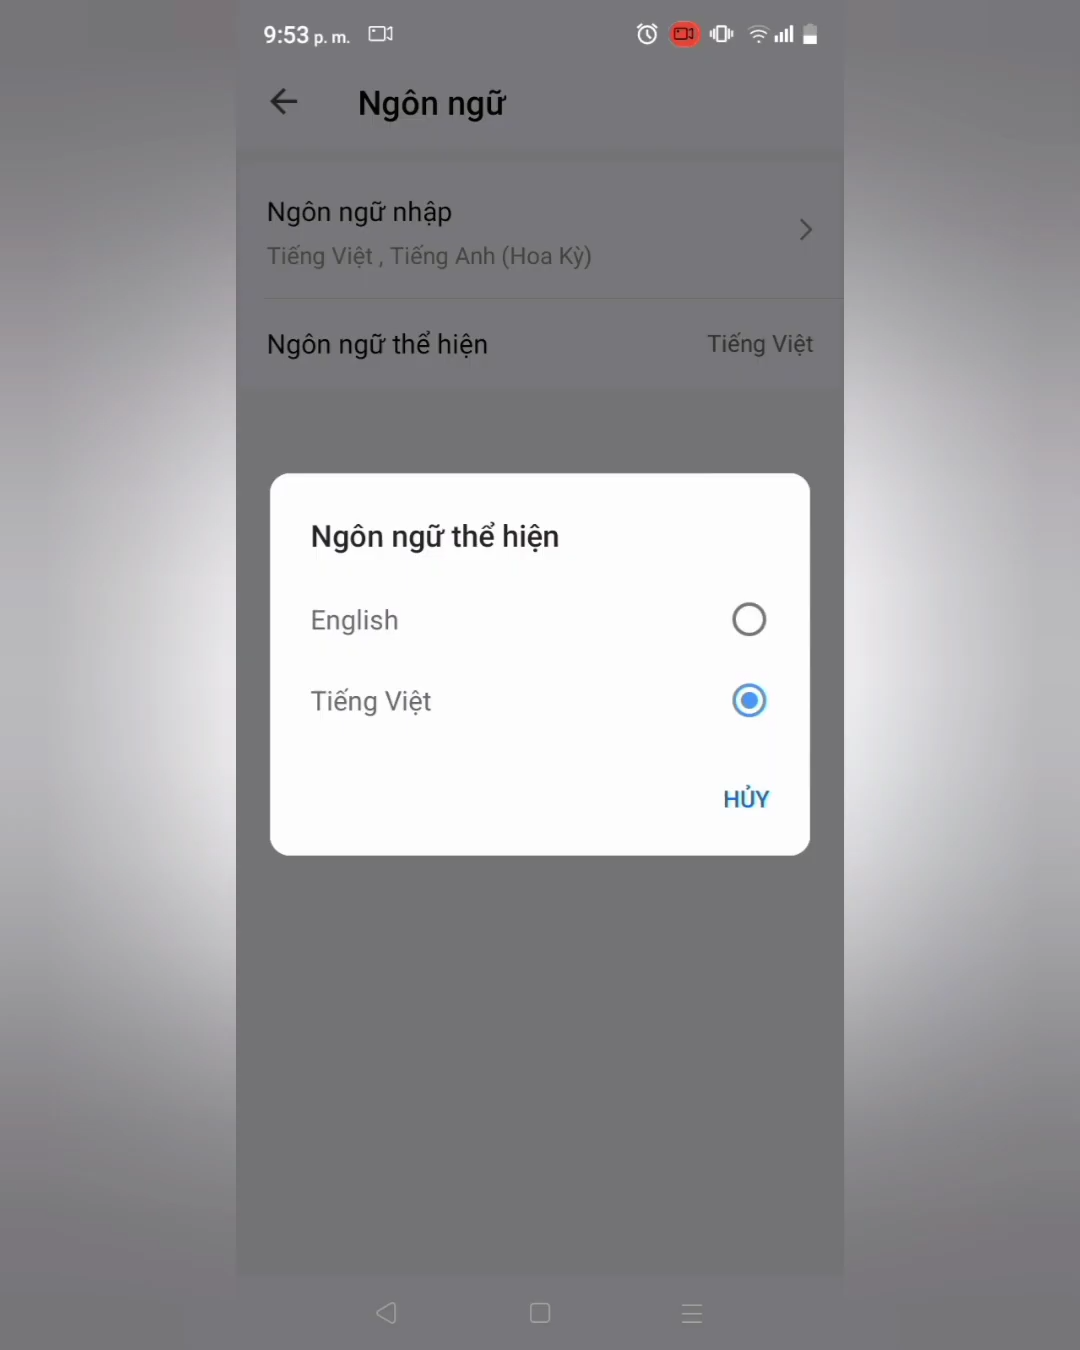 9:53 p. m.
Ngôn ngữ
Ngôn ngữ nhập
Tiếng Việt , Tiếng Anh (Hoa Kỳ)
Ngôn ngữ thể hiện
Tiếng Việt
Ngôn ngữ thể hiện
English
Tiếng Việt
HỦY